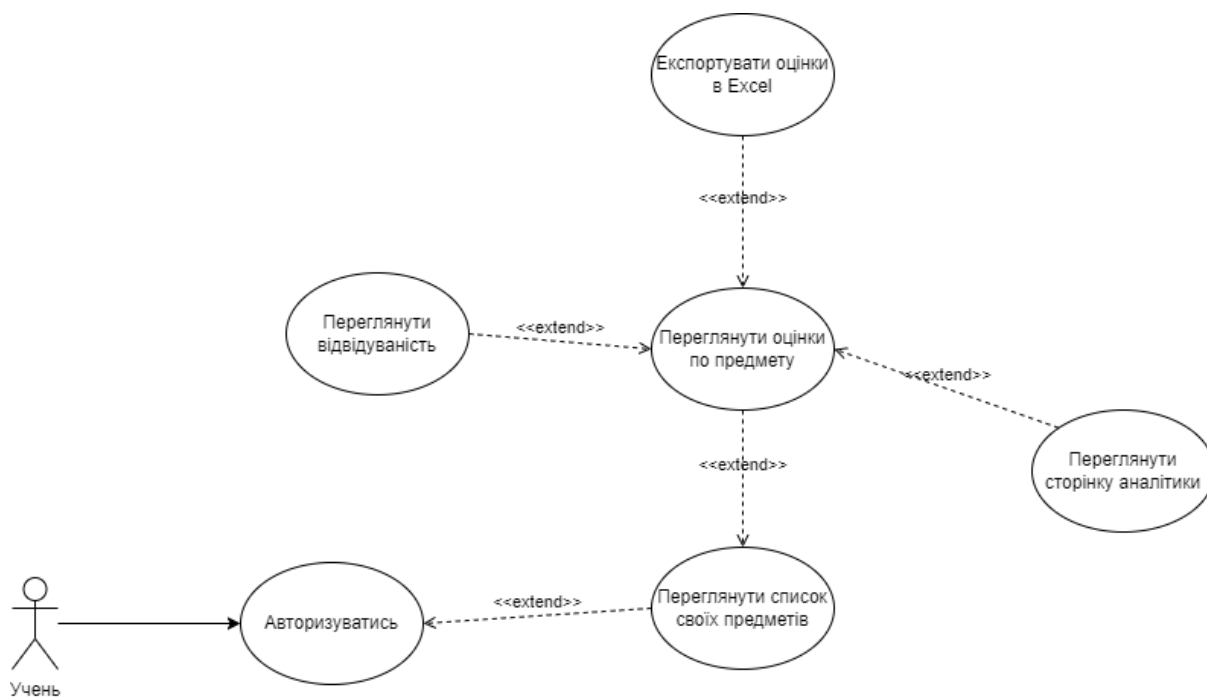 Експортувати оцінки
в Excel
<<extend>>
Переглянути
відвідуваність
<<extend>>
Переглянути оцінки
по предмету
<<extend>>
<<extend>>
Переглянути
сторінку аналітики
Авторизуватись
<<extend>>
Переглянути список
своїх предметів
Учень